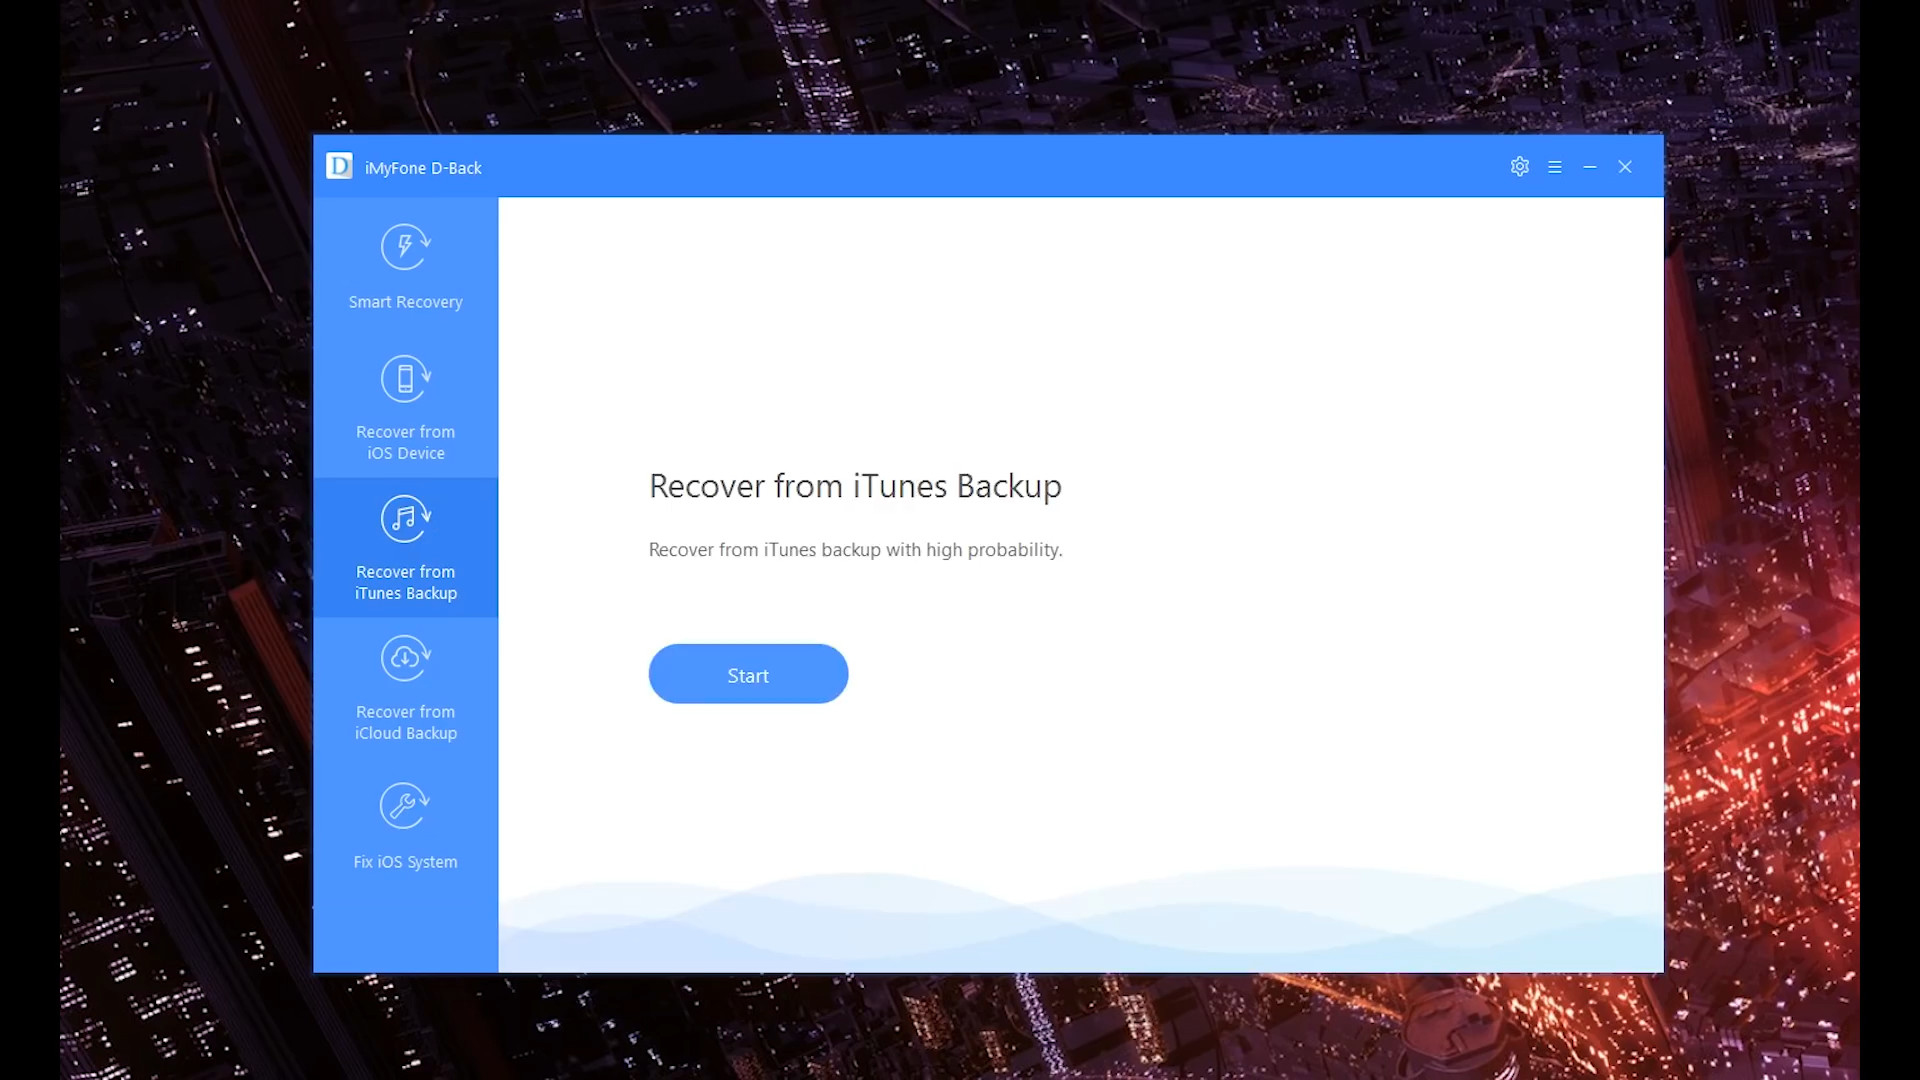 D
iMyFone D-Back
Smart Recovery
Recover from
iOS Device
Recover from
iTunes Backup
Recover from
iCloud Backup
Fix iOS System
Recover from iTunes Backup
Recover from iTunes backup with high probability.
Start